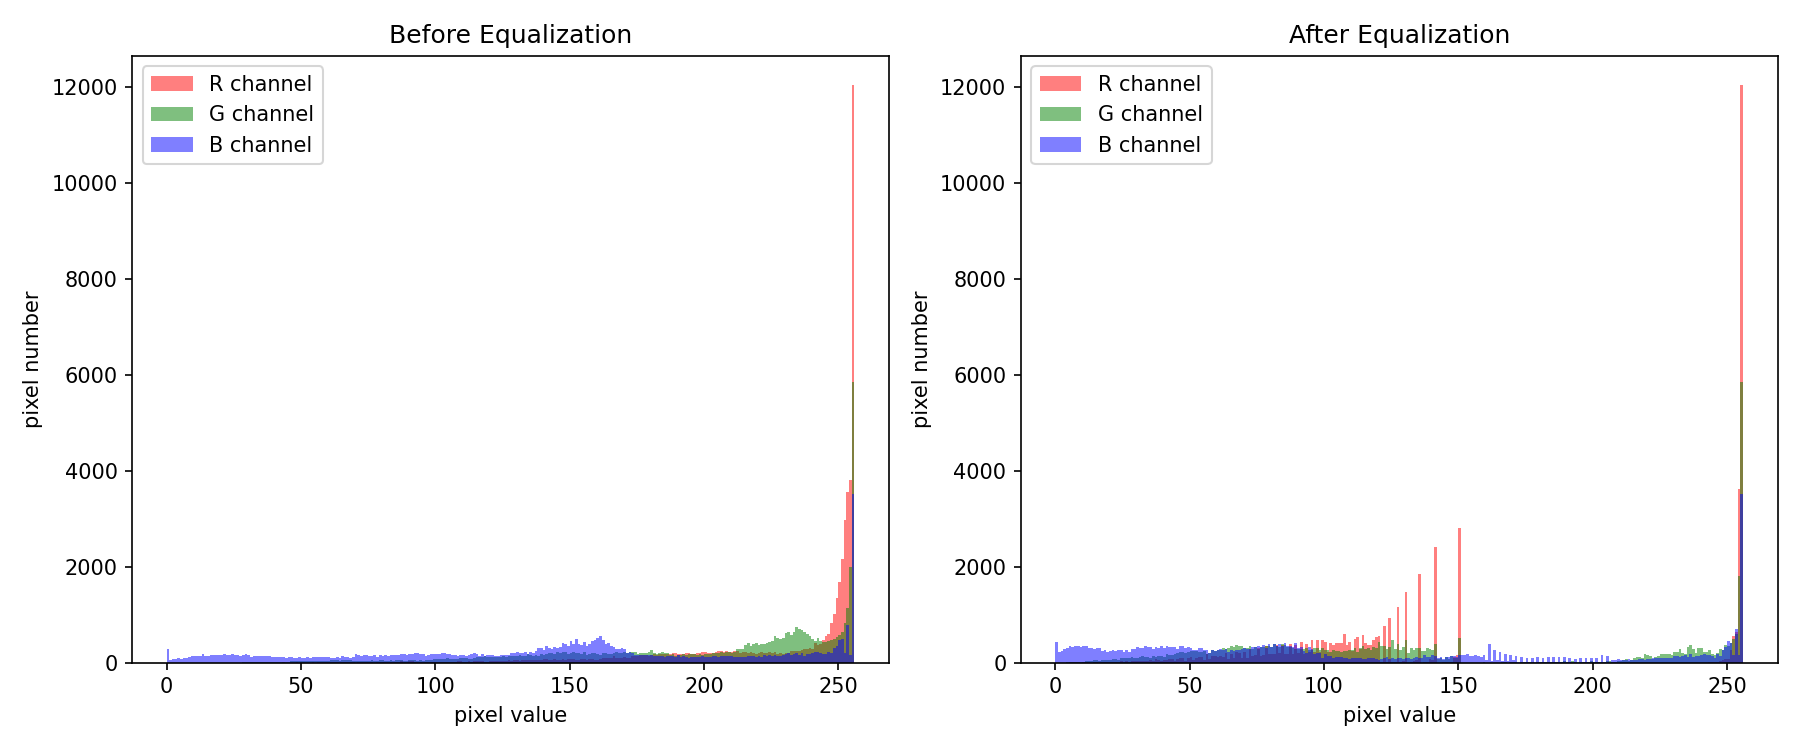 Before Equalization
R channel
G channel
B channel
12000
10000
8000
6000
4000
2000
0
pixel number
0 50 100 150 200 250
pixel value
After Equalization
R channel
G channel
B channel
12000
10000
8000
6000
4000
2000
0
pixel number
0 50 100 150 200 250
pixel value